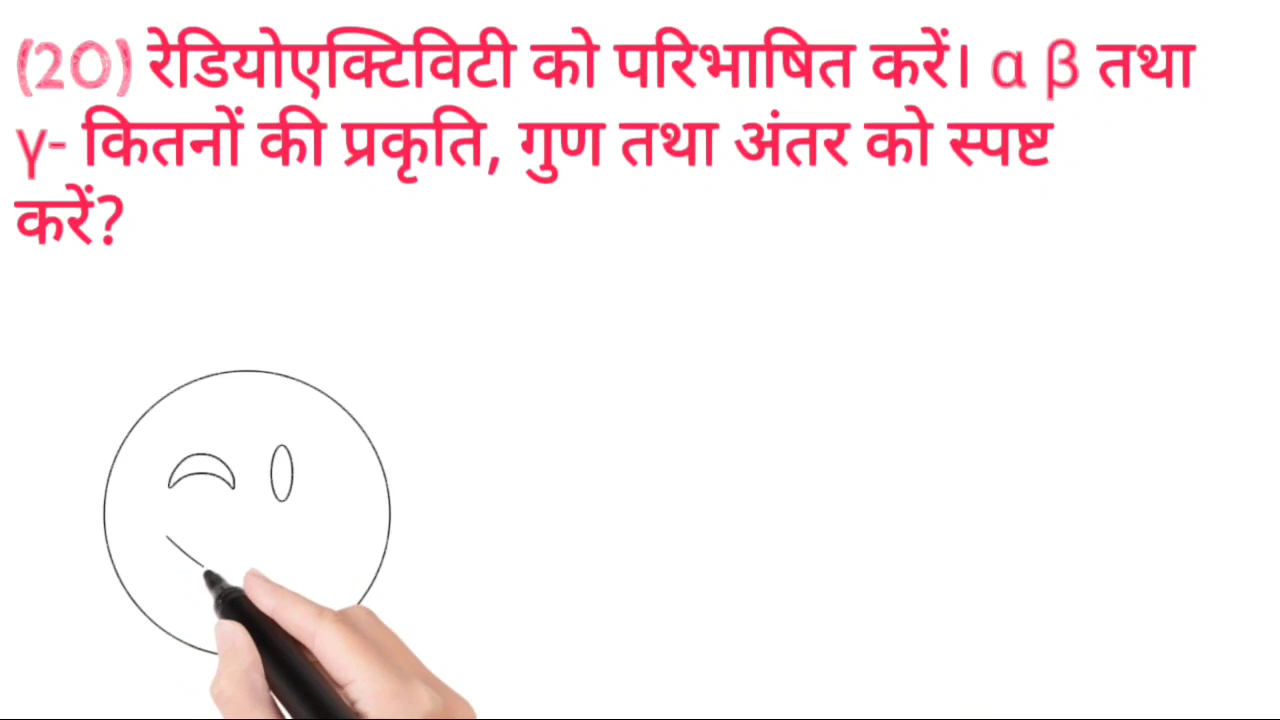 (20) रेडियोएक्टिविटी को परिभाषित करें। α β तथा
γ- कितनों की प्रकृति, गुण तथा अंतर को स्पष्ट
करें?